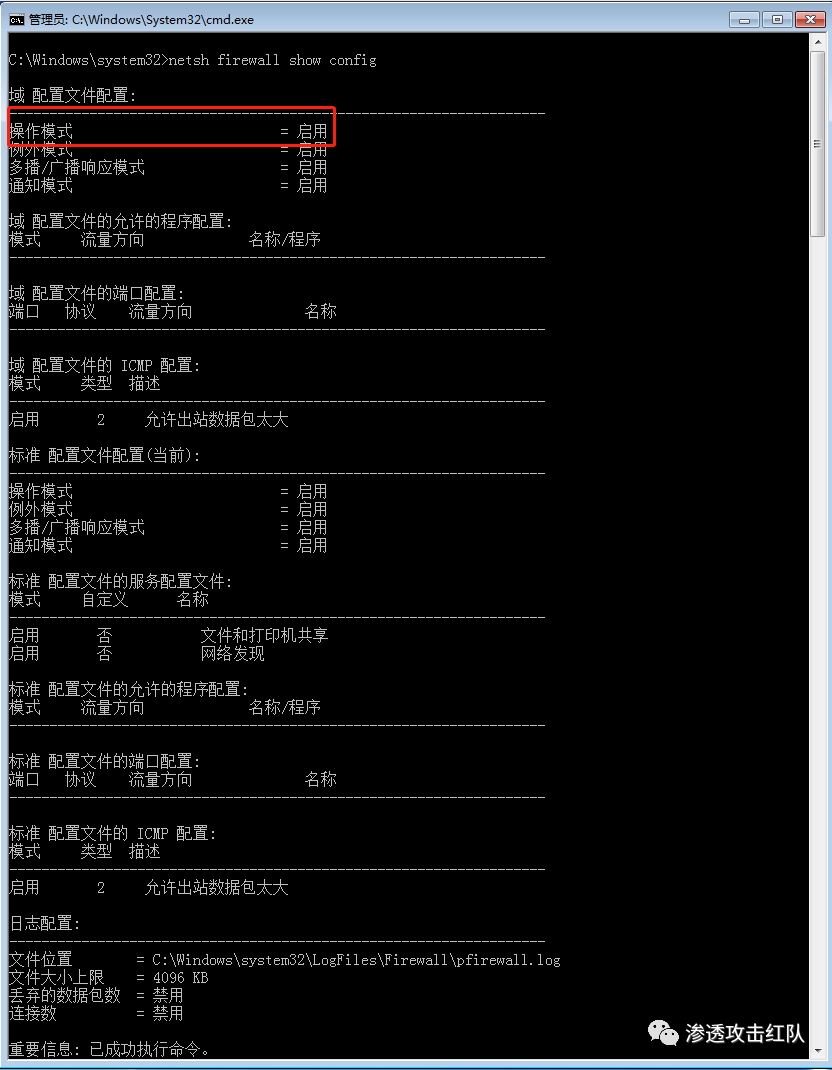 管理员: C:\Windows\System32\cmd.exe
C:\Windows\system32>netsh firewall show config
域 配置文件配置:
-------------------------------------------------------------------
操作模式 = 启用
例外模式 = 启用
多播/广播响应模式 = 启用
通知模式 = 启用
域 配置文件的允许的程序配置:
模式 流量方向 名称/程序
-------------------------------------------------------------------
域 配置文件的端口配置:
端口 协议 流量方向 名称
-------------------------------------------------------------------
域 配置文件的 ICMP 配置:
模式 类型 描述
-------------------------------------------------------------------
启用 2 允许出站数据包太大
标准 配置文件配置(当前):
-------------------------------------------------------------------
操作模式 = 启用
例外模式 = 启用
多播/广播响应模式 = 启用
通知模式 = 启用
标准 配置文件的服务配置文件:
模式 自定义 名称
-------------------------------------------------------------------
启用 否 文件和打印机共享
启用 否 网络发现
标准 配置文件的允许的程序配置:
模式 流量方向 名称/程序
-------------------------------------------------------------------
标准 配置文件的端口配置:
端口 协议 流量方向 名称
-------------------------------------------------------------------
标准 配置文件的 ICMP 配置:
模式 类型 描述
-------------------------------------------------------------------
启用 2 允许出站数据包太大
日志配置:
-------------------------------------------------------------------
文件位置 = C:\Windows\system32\LogFiles\Firewall\pfirewall.log
文件大小上限 = 4096 KB
丢弃的数据包数 = 禁用
连接数 = 禁用
渗透攻击红队
重要信息: 已成功执行命令。